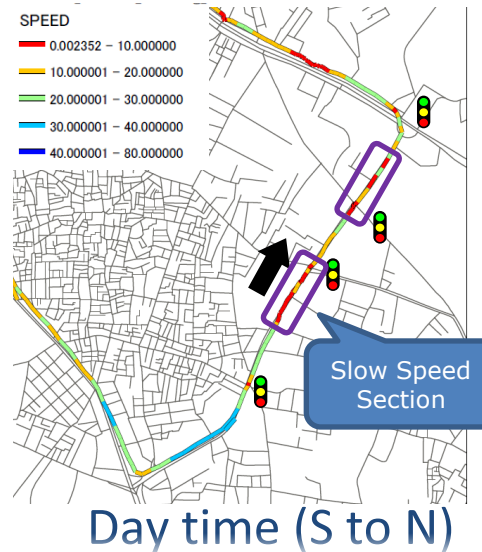 SPEED
0.002352 – 10.000000
10.000001 – 20.000000
20.000001 – 30.000000
30.000001 – 40.000000
40.000001 – 80.000000
Slow Speed
Section
Day time (S to N)